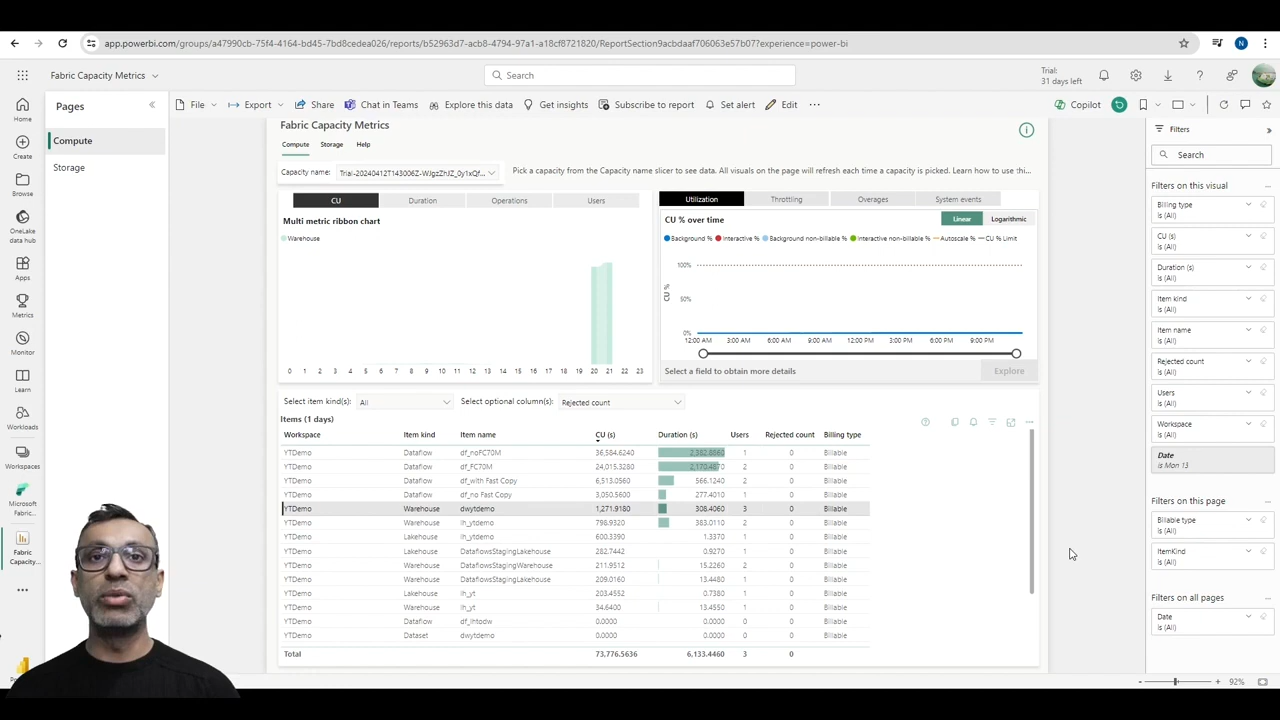 app.powerbi.com/groups/a47990cb-75f4-4164-bd45-7bd8cedea026/reports/b52963d7-acb8-4794-97a1-a18cf8721820/ReportSection9acbdaaf706063e57b07?experience=power-bi
N
Fabric Capacity Metrics
Search
Trial:
31 days left
Pages
File Export Share Chat in Teams Explore this data Get insights Subscribe to report Set alert Edit
Copilot
Home
Create
Browse
OneLake
data hub
Apps
Metrics
Monitor
Learn
Workloads
Workspaces
Microsoft
Fabric...
Fabric
Capacity...
Compute
Storage
Fabric Capacity Metrics
Compute Storage Help
Capacity name:
Pick a capacity from the Capacity name slicer to see data. All visuals on the page will refresh each time a capacity is picked. Learn how to use thi...
CU Duration Operations Users
Multi metric ribbon chart
Warehouse
0 1 2 3 4 5 6 7 8 9 10 11 12 13 14 15 16 17 18 19 20 21 22 23
Utilization Throttling Overages System events
CU % over time
Linear Logarithmic
Background % Interactive % Background non-billable % Interactive non-billable % Autoscale % CU % Limit
CU %
100%
50%
0%
12:00 AM 3:00 AM 6:00 AM 9:00 AM 12:00 PM 3:00 PM 6:00 PM 9:00 PM
Select a field to obtain more details
Explore
Select item kind(s): All Select optional column(s): Rejected count
Items (1 days)
Workspace Item kind Item name CU (s) Duration (s) Users Rejected count Billing type
YTDemo Dataflow df_noFC70M 36,584.6240 2,382.8860 1 0 Billable
YTDemo Dataflow df_FC70M 24,015.3280 2,170.4870 2 0 Billable
YTDemo Dataflow df_with Fast Copy 6,513.0560 566.1240 2 0 Billable
YTDemo Dataflow df_no Fast Copy 3,050.5600 277.4010 1 0 Billable
YTDemo Warehouse dwytdemo 1,271.9180 308.4060 3 0 Billable
YTDemo Warehouse lh_ytdemo 798.9320 383.0110 2 0 Billable
YTDemo Lakehouse lh_ytdemo 600.3390 1.3370 1 0 Billable
YTDemo Lakehouse DataflowsStagingLakehouse 282.7442 0.9270 1 0 Billable
YTDemo Warehouse DataflowsStagingWarehouse 211.9512 15.2260 2 0 Billable
YTDemo Warehouse DataflowsStagingLakehouse 209.0160 13.4480 1 0 Billable
YTDemo Lakehouse lh_yt 203.4552 0.7380 1 0 Billable
YTDemo Warehouse lh_yt 34.6400 13.4550 1 0 Billable
YTDemo Dataflow df_lhtodw 0.0000 0.0000 1 0 Billable
YTDemo Dataset dwytdemo 0.0000 0.0000 1 0 Billable
Total 73,776.5636 6,133.4460 3 0
Filters
Search
Filters on this visual
Billing type
is (All)
CU (s)
is (All)
Duration (s)
is (All)
Item kind
is (All)
Item name
is (All)
Rejected count
is (All)
Users
is (All)
Workspace
is (All)
Date
is Mon 13
Filters on this page
Billable type
is (All)
ItemKind
is (All)
Filters on all pages
Date
is (All)
92%